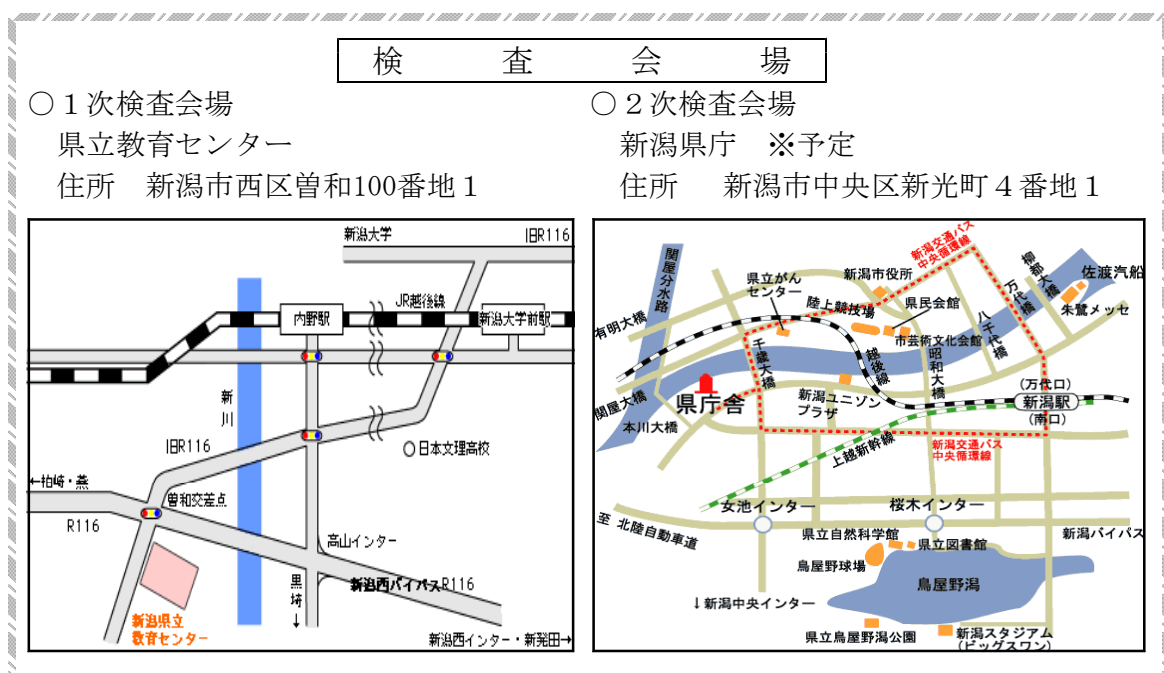 検査会場
○１次検査会場
県立教育センター
住所　新潟市西区曽和100番地１
○２次検査会場
新潟県庁　※予定
住所　新潟市中央区新光町４番地１
新潟大学
旧R116
JR越後線
内野駅
新潟大学前駅
新川
旧R116
○日本文理高校
←柏崎・燕
曽和交差点
R116
高山インター
新潟西バイパスR116
黒埼
↓
新潟県立
教育センター
新潟西インター・新発田→
関屋分水路
新潟交通バス
中央循環線
柳都大橋
佐渡汽船
県立がん
センター
新潟市役所
万代橋
朱鷺メッセ
陸上競技場
県民会館
有明大橋
八千代橋
市芸術文化会館
千歳大橋
越後線
昭和大橋
(万代口)
新潟駅
(南口)
関屋大橋
県庁舎
新潟ユニゾン
プラザ
本川大橋
上越新幹線
新潟交通バス
中央循環線
女池インター
桜木インター
至 北陸自動車道
県立自然科学館
県立図書館
新潟バイパス
鳥屋野球場
鳥屋野潟
↓新潟中央インター
県立鳥屋野潟公園
新潟スタジアム
(ビッグスワン)